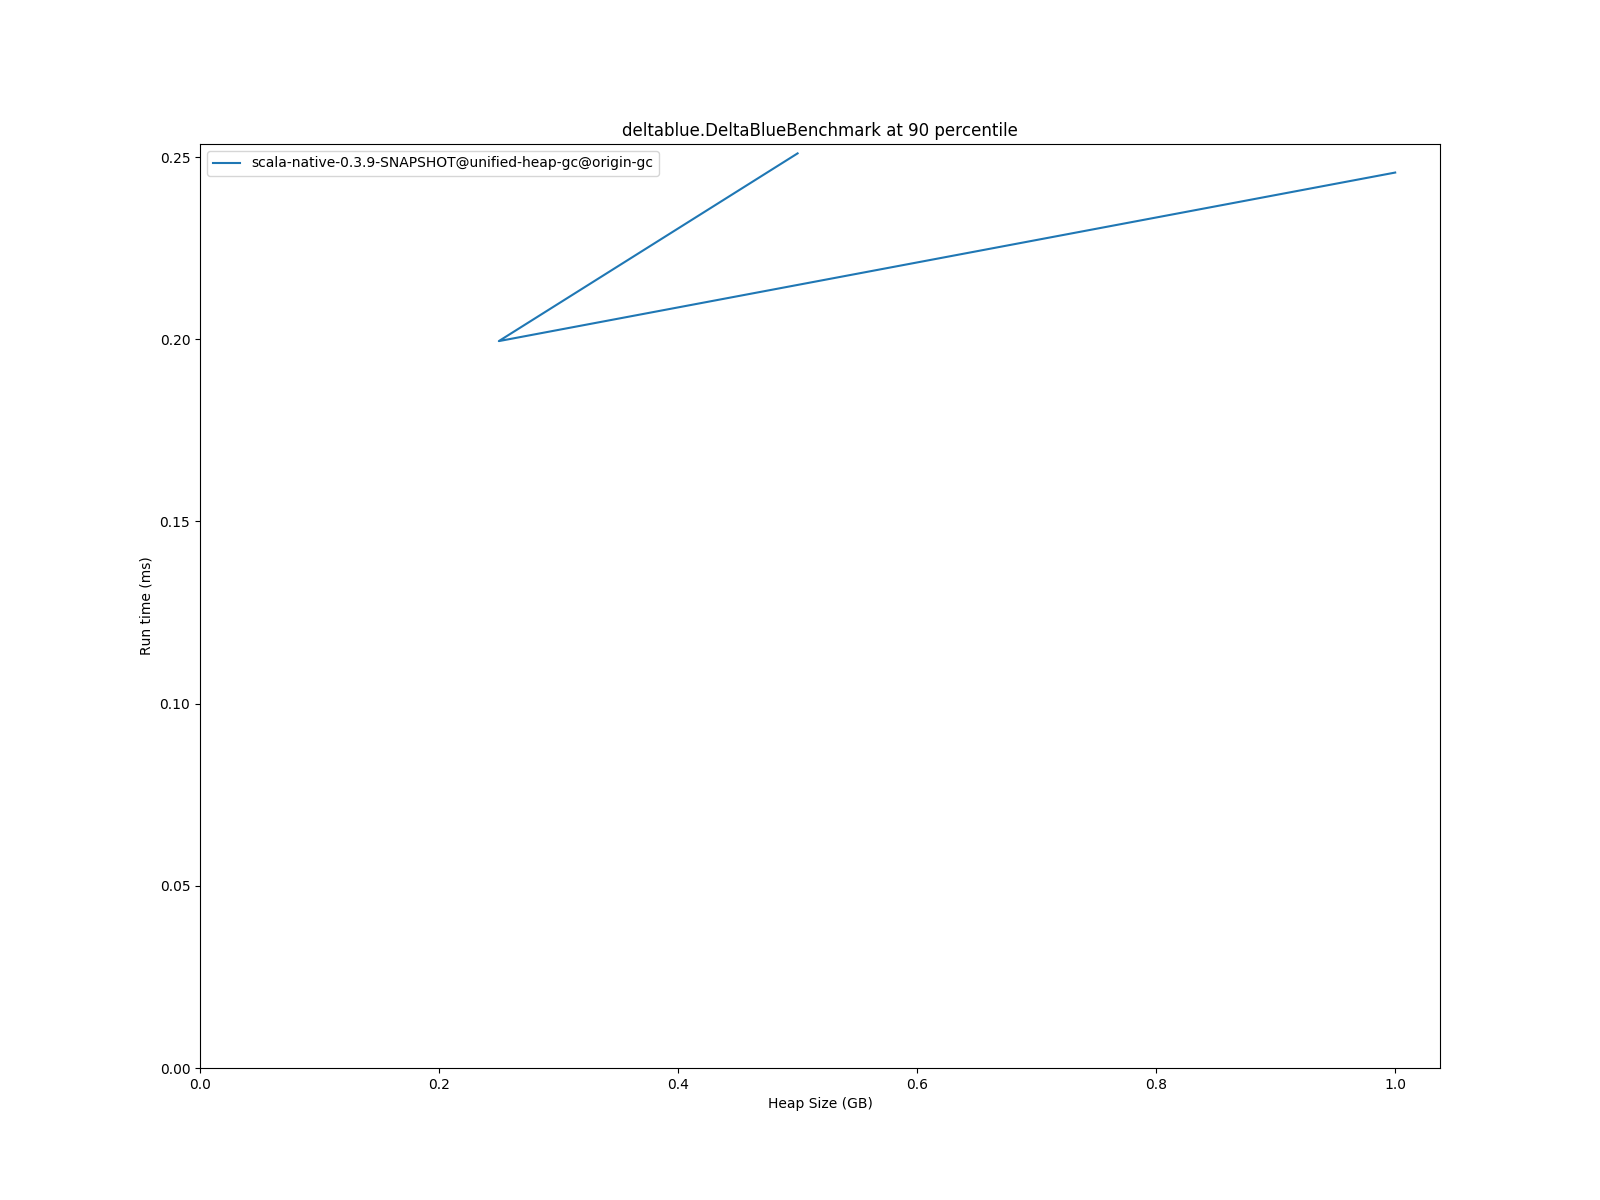 deltablue.DeltaBlueBenchmark at 90 percentile
scala-native-0.3.9-SNAPSHOT@unified-heap-gc@origin-gc
0.25
0.20
0.15
0.10
0.05
0.00
Run time (ms)
0.0 0.2 0.4 0.6 0.8 1.0
Heap Size (GB)